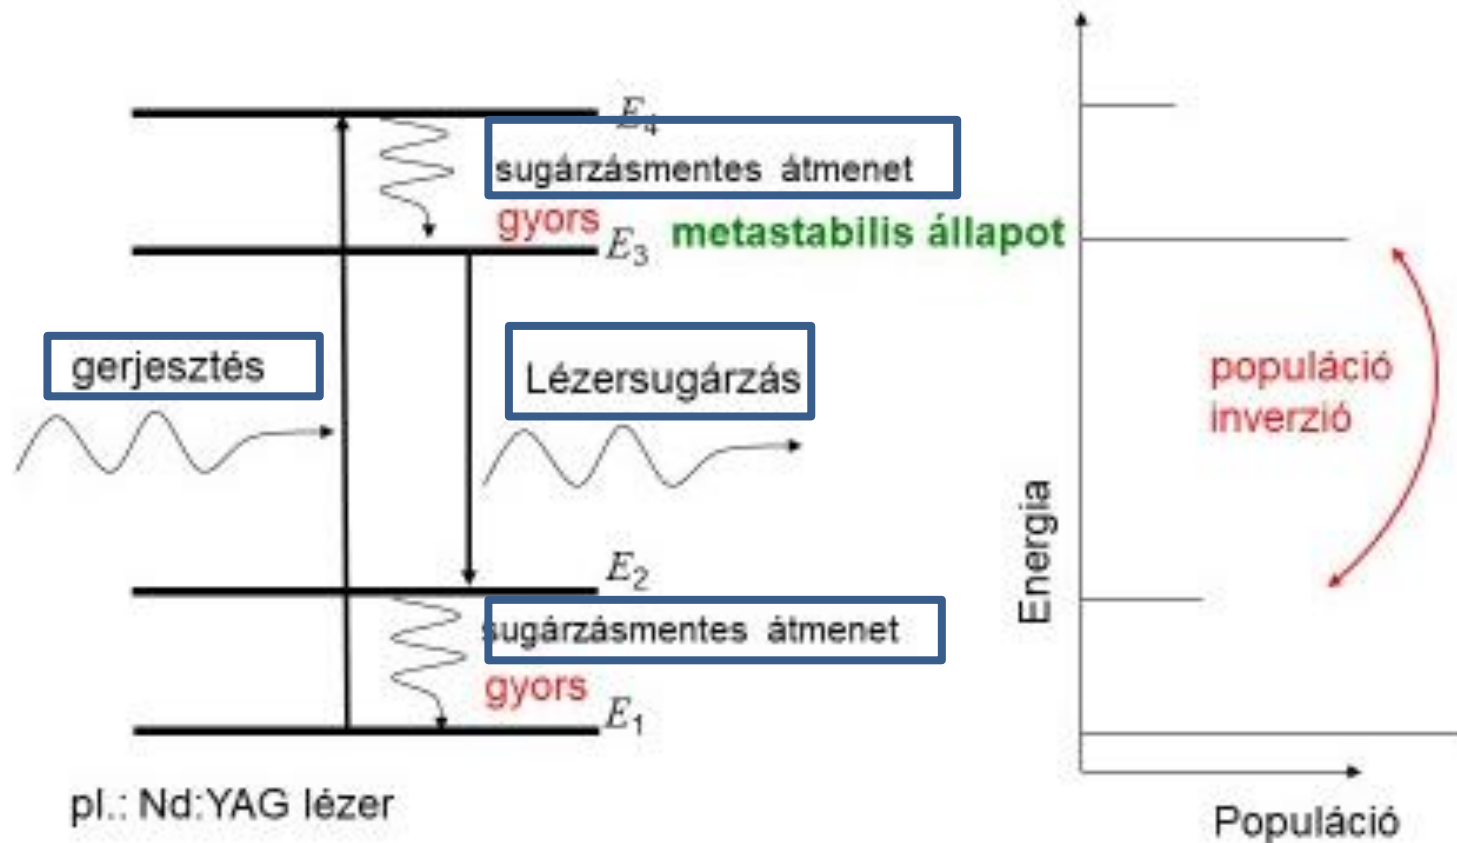 E4
sugárzásmentes átmenet
gyors
E3
metastabilis állapot
gerjesztés
Lézersugárzás
E2
sugárzásmentes átmenet
gyors
E1
pl.: Nd:YAG lézer
Energia
populáció
inverzió
Populáció